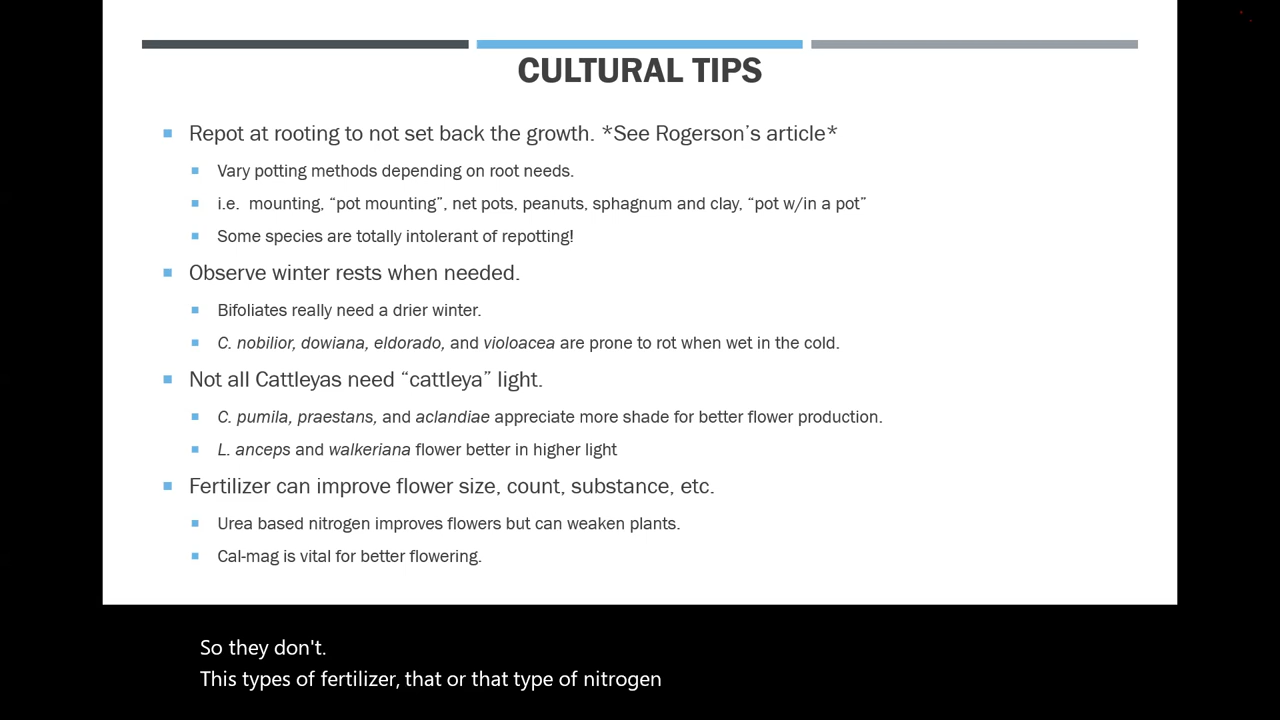 CULTURAL TIPS
Repot at rooting to not set back the growth. *See Rogerson’s article*
Vary potting methods depending on root needs.
i.e. mounting, “pot mounting”, net pots, peanuts, sphagnum and clay, “pot w/in a pot”
Some species are totally intolerant of repotting!
Observe winter rests when needed.
Bifoliates really need a drier winter.
C. nobilior, dowiana, eldorado, and violoacea are prone to rot when wet in the cold.
Not all Cattleyas need “cattleya” light.
C. pumila, praestans, and aclandiae appreciate more shade for better flower production.
L. anceps and walkeriana flower better in higher light
Fertilizer can improve flower size, count, substance, etc.
Urea based nitrogen improves flowers but can weaken plants.
Cal-mag is vital for better flowering.
So they don't.
This types of fertilizer, that or that type of nitrogen